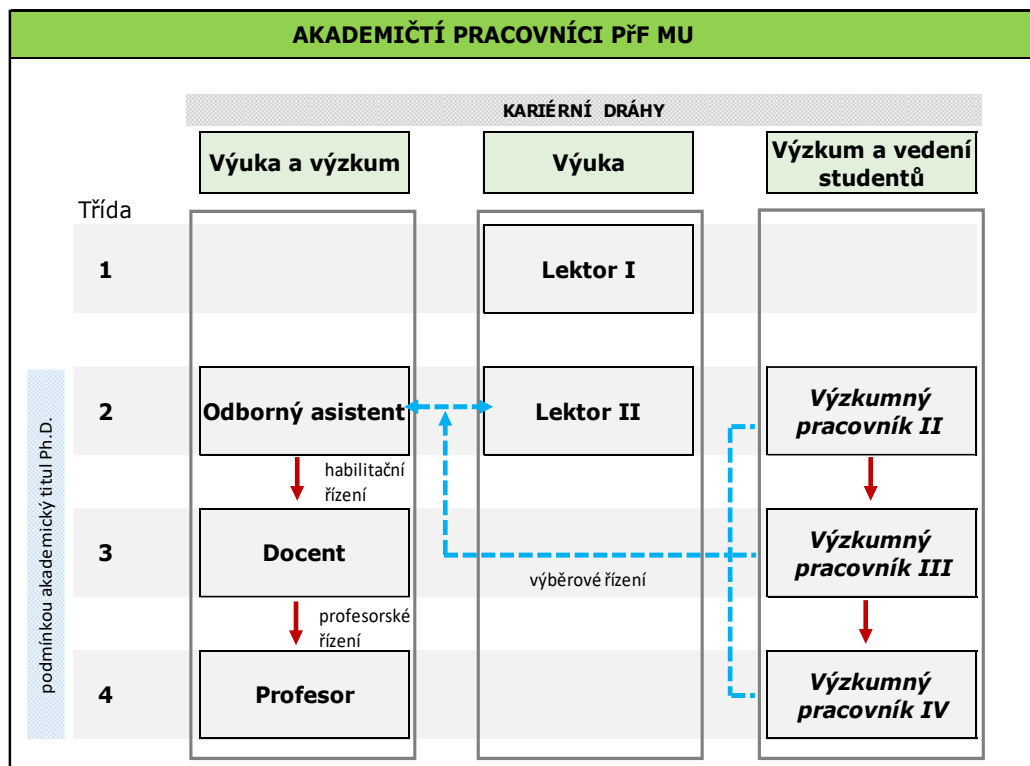 AKADEMIČTÍ PRACOVNÍCI PřF MU
KARIÉRNÍ DRÁHY
Výuka a výzkum
Výuka
Výzkum a vedení
studentů
Třída
1
Lektor I
podmínkou akademický titul Ph.D.
2
Odborný asistent
Lektor II
Výzkumný
pracovník II
habilitační
řízení
3
Docent
výběrové řízení
Výzkumný
pracovník III
profesorské
řízení
4
Profesor
Výzkumný
pracovník IV